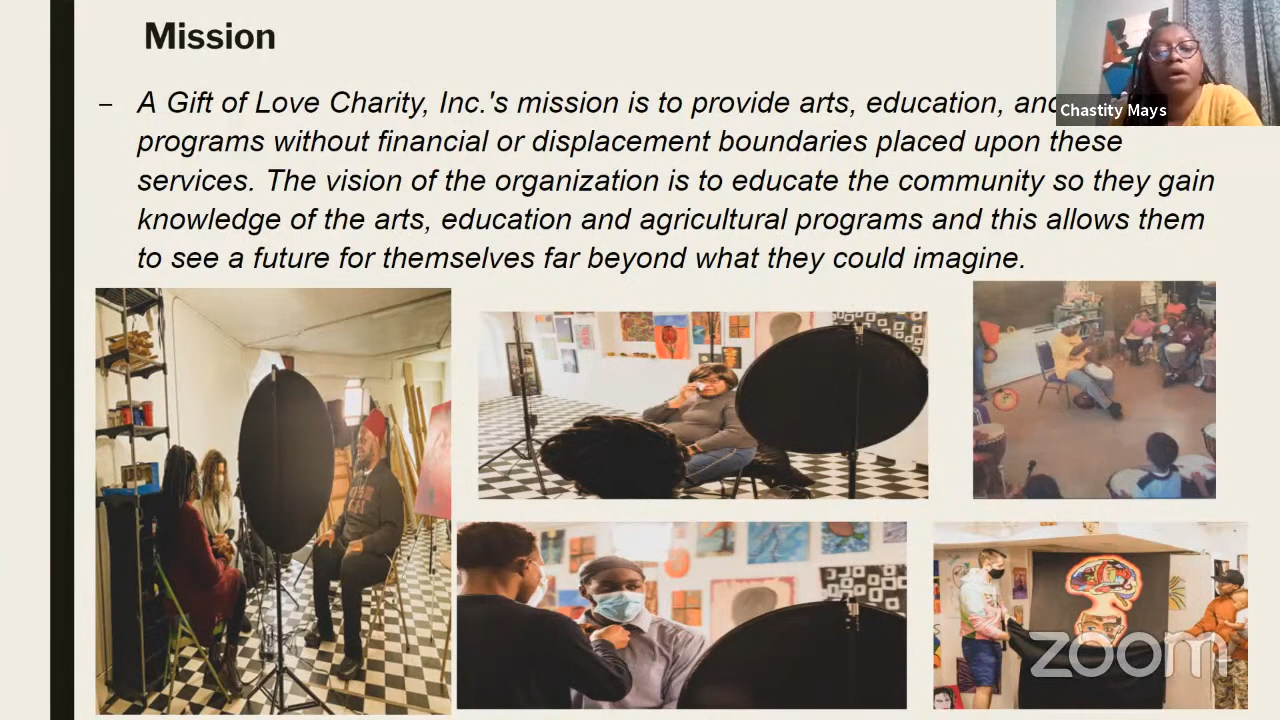 Mission
– A Gift of Love Charity, Inc.'s mission is to provide arts, education, and
Chastity Mays
programs without financial or displacement boundaries placed upon these
services. The vision of the organization is to educate the community so they gain
knowledge of the arts, education and agricultural programs and this allows them
to see a future for themselves far beyond what they could imagine.
zoom